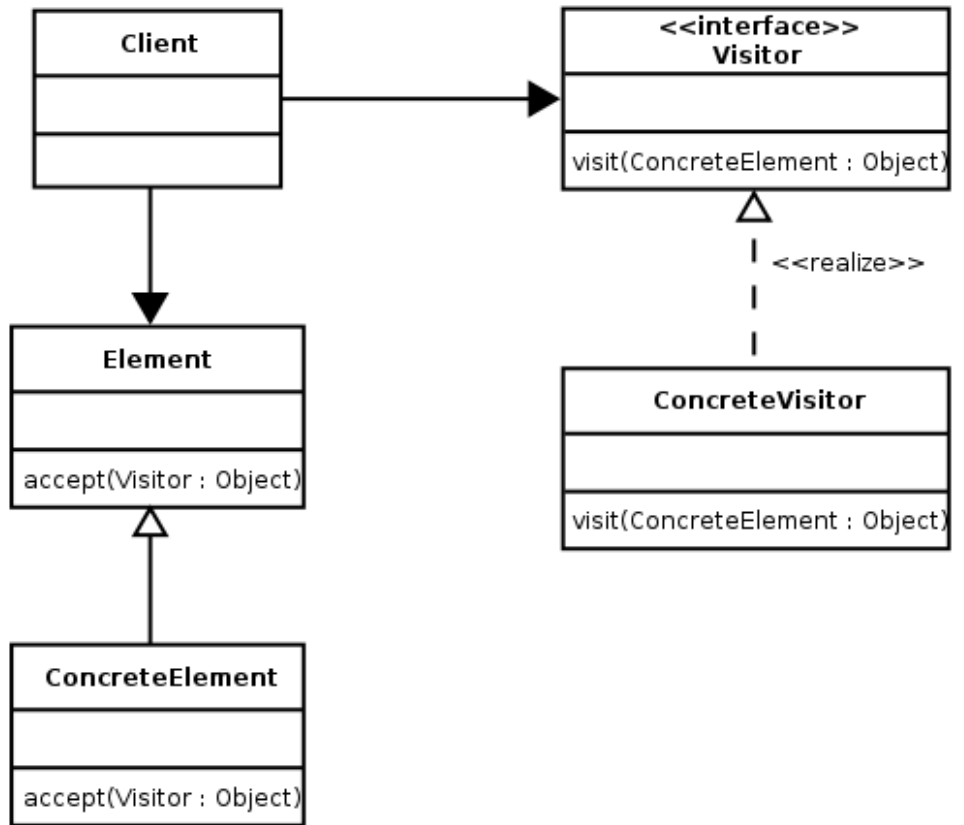 Client
<<interface>>
Visitor
visit(ConcreteElement : Object)
<<realize>>
Element
accept(Visitor : Object)
ConcreteVisitor
visit(ConcreteElement : Object)
ConcreteElement
accept(Visitor : Object)